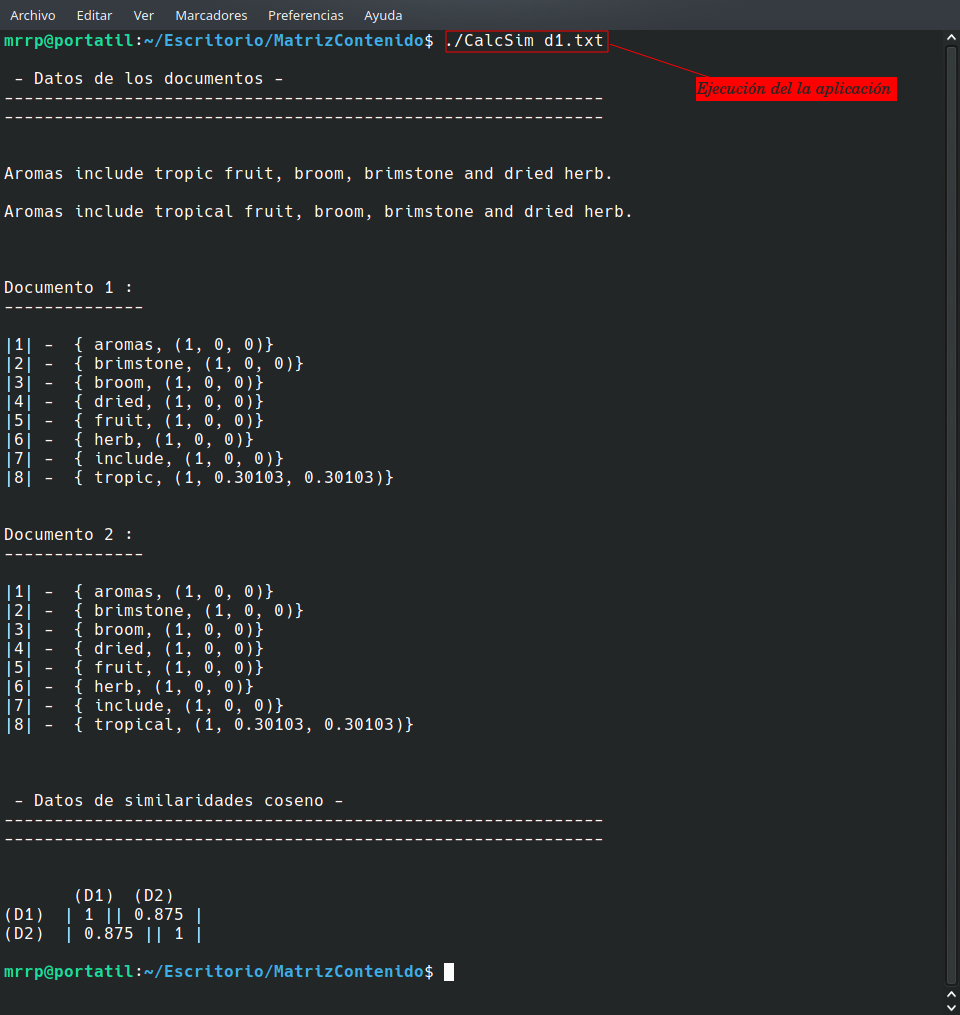 Archivo Editar Ver Marcadores Preferencias Ayuda
mrrp@portatil:~/Escritorio/MatrizContenido$ ./CalcSim d1.txt
- Datos de los documentos -
Ejecución del la aplicación
------------------------------------------------------------
------------------------------------------------------------
Aromas include tropic fruit, broom, brimstone and dried herb.
Aromas include tropical fruit, broom, brimstone and dried herb.
Documento 1 :
--------------
|1| -  { aromas, (1, 0, 0)}
|2| -  { brimstone, (1, 0, 0)}
|3| -  { broom, (1, 0, 0)}
|4| -  { dried, (1, 0, 0)}
|5| -  { fruit, (1, 0, 0)}
|6| -  { herb, (1, 0, 0)}
|7| -  { include, (1, 0, 0)}
|8| -  { tropic, (1, 0.30103, 0.30103)}
Documento 2 :
--------------
|1| -  { aromas, (1, 0, 0)}
|2| -  { brimstone, (1, 0, 0)}
|3| -  { broom, (1, 0, 0)}
|4| -  { dried, (1, 0, 0)}
|5| -  { fruit, (1, 0, 0)}
|6| -  { herb, (1, 0, 0)}
|7| -  { include, (1, 0, 0)}
|8| -  { tropical, (1, 0.30103, 0.30103)}
- Datos de similaridades coseno -
------------------------------------------------------------
------------------------------------------------------------
(D1)  (D2)
(D1)  | 1 || 0.875 |
(D2)  | 0.875 || 1 |
mrrp@portatil:~/Escritorio/MatrizContenido$